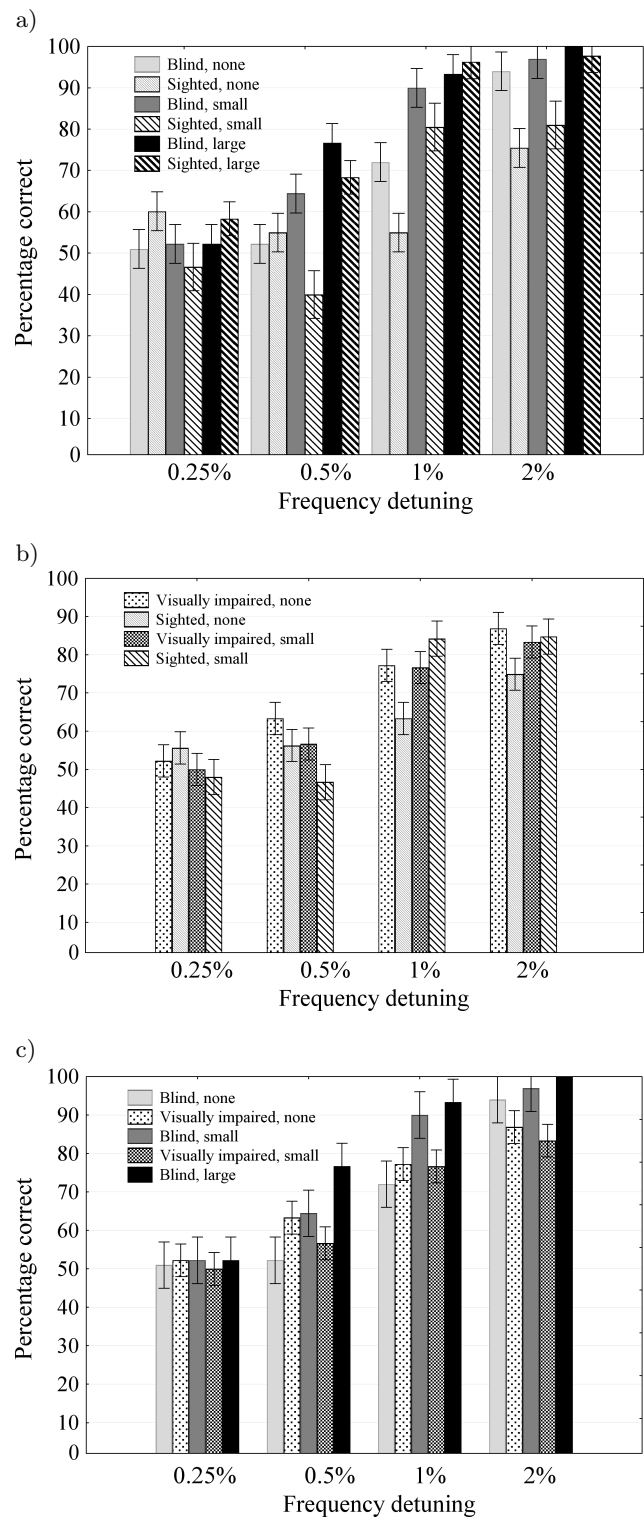 a)
100
90
80
70
60
50
40
30
20
10
0
Percentage correct
Blind, none
Sighted, none
Blind, small
Sighted, small
Blind, large
Sighted, large
0.25% 0.5% 1% 2%
Frequency detuning
b)
100
90
80
70
60
50
40
30
20
10
0
Percentage correct
Visually impaired, none
Sighted, none
Visually impaired, small
Sighted, small
0.25% 0.5% 1% 2%
Frequency detuning
c)
100
90
80
70
60
50
40
30
20
10
0
Percentage correct
Blind, none
Visually impaired, none
Blind, small
Visually impaired, small
Blind, large
0.25% 0.5% 1% 2%
Frequency detuning